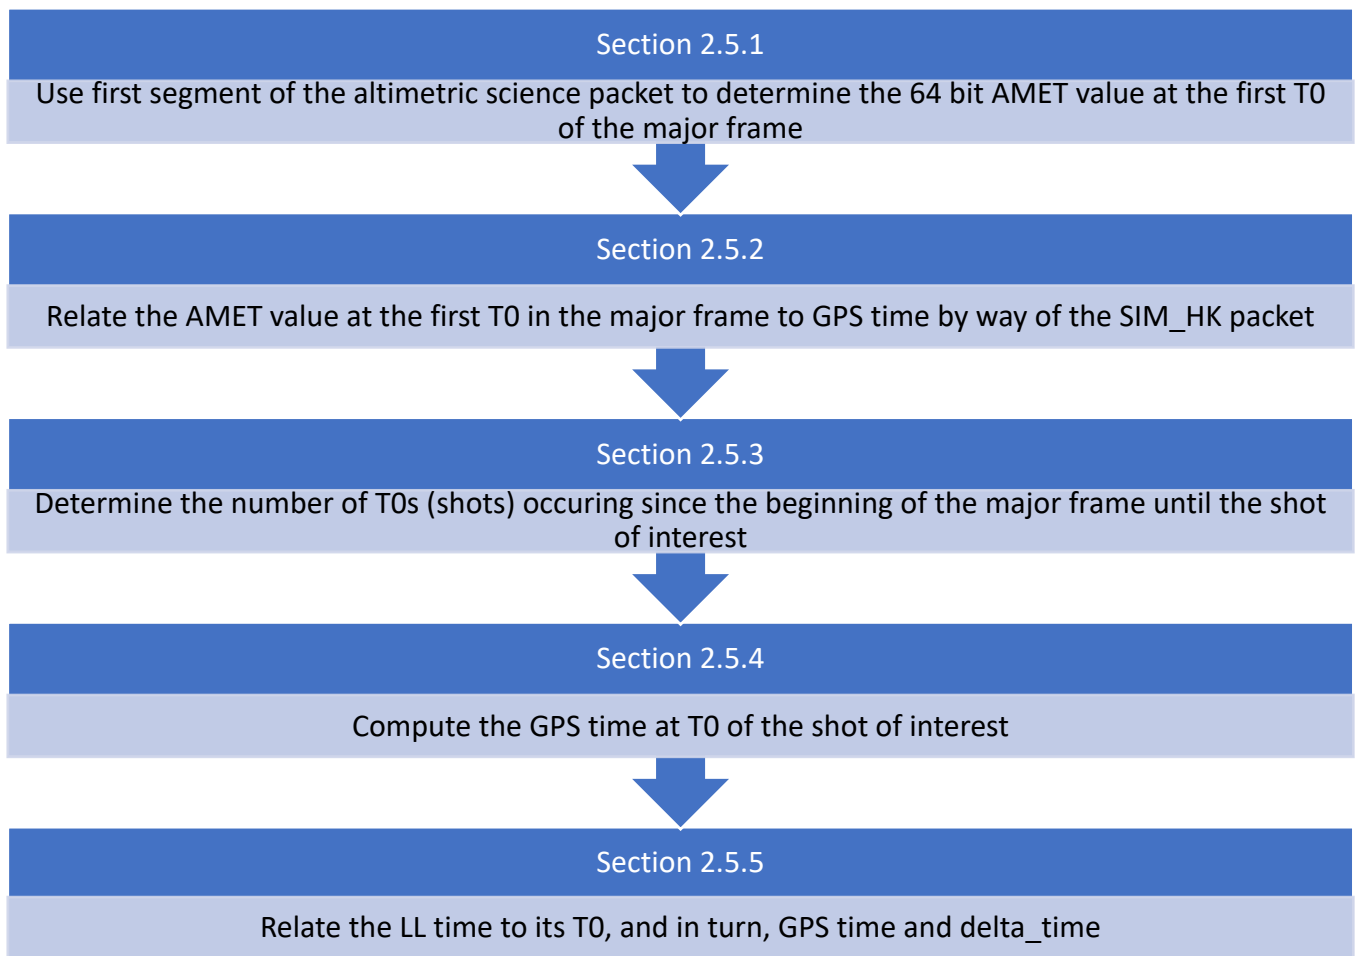 Section 2.5.1
Use first segment of the altimetric science packet to determine the 64 bit AMET value at the first T0
of the major frame
Section 2.5.2
Relate the AMET value at the first T0 in the major frame to GPS time by way of the SIM_HK packet
Section 2.5.3
Determine the number of T0s (shots) occuring since the beginning of the major frame until the shot
of interest
Section 2.5.4
Compute the GPS time at T0 of the shot of interest
Section 2.5.5
Relate the LL time to its T0, and in turn, GPS time and delta_time